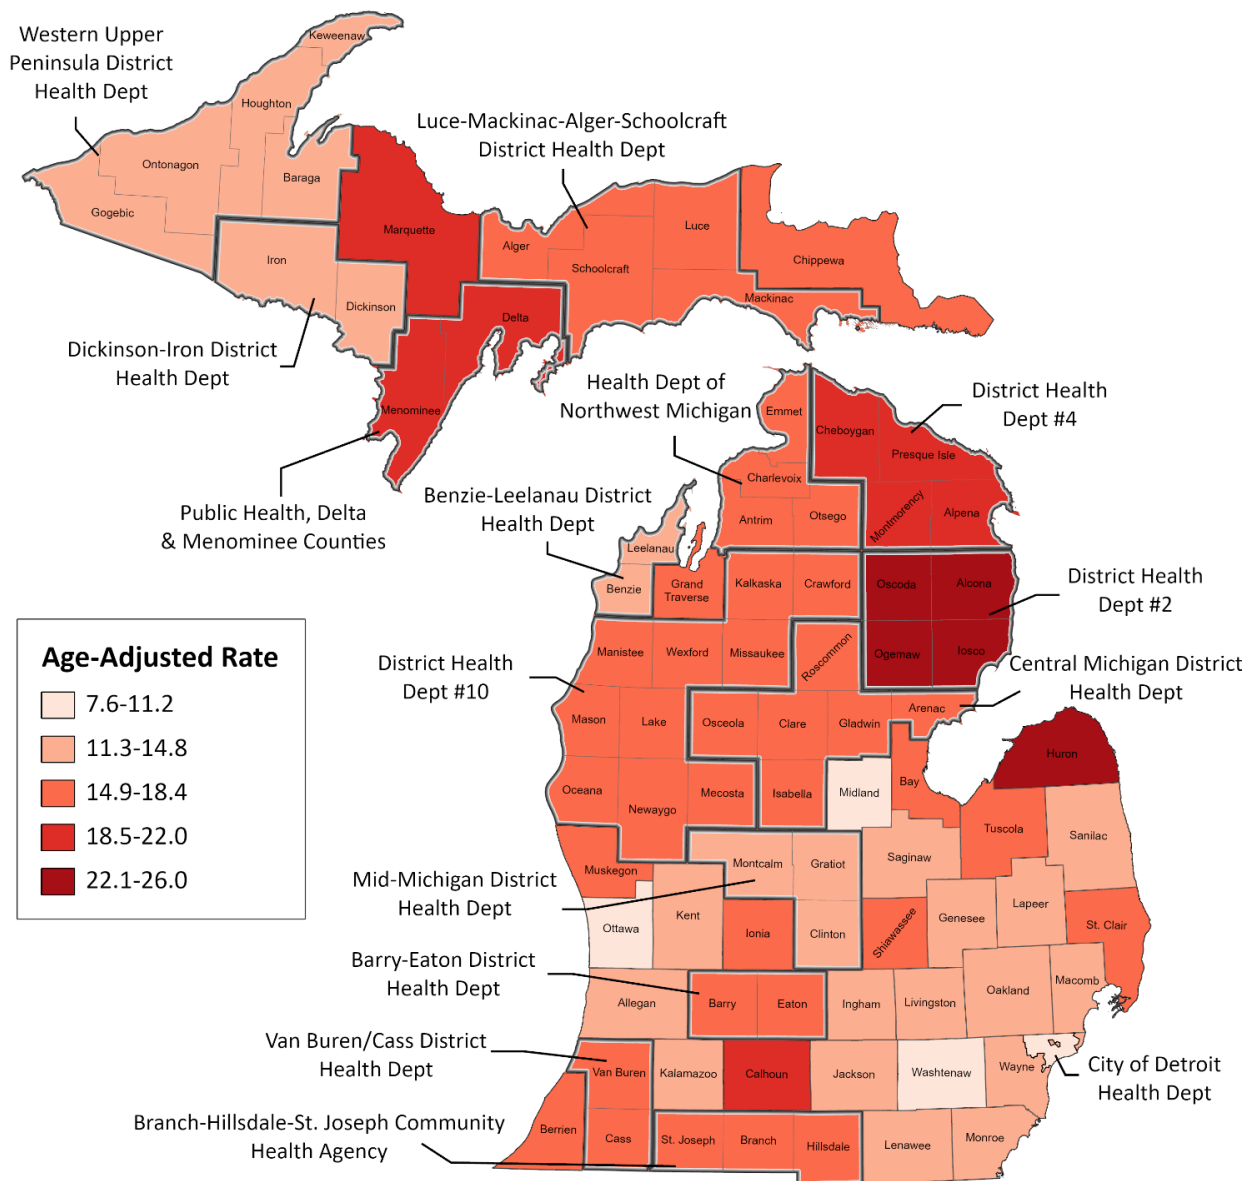 Western Upper
Peninsula District
Health Dept
Keweenaw
Houghton
Ontonagon
Baraga
Gogebic
Luce-Mackinac-Alger-Schoolcraft
District Health Dept
Marquette
Alger
Luce
Schoolcraft
Chippewa
Mackinac
Iron
Dickinson
Delta
Menominee
Dickinson-Iron District
Health Dept
Public Health, Delta
& Menominee Counties
Health Dept of
Northwest Michigan
District Health
Dept #4
Emmet
Cheboygan
Presque Isle
Charlevoix
Antrim
Otsego
Montmorency
Alpena
Benzie-Leelanau District
Health Dept
Leelanau
Benzie
Grand
Traverse
Kalkaska
Crawford
Oscoda
Alcona
District Health
Dept #2
Manistee
Wexford
Missaukee
Roscommon
Ogemaw
Iosco
Central Michigan District
Health Dept
District Health
Dept #10
Mason
Lake
Osceola
Clare
Gladwin
Arenac
Huron
Oceana
Newaygo
Mecosta
Isabella
Midland
Bay
Tuscola
Sanilac
Age-Adjusted Rate
7.6-11.2
11.3-14.8
14.9-18.4
18.5-22.0
22.1-26.0
Muskegon
Montcalm
Gratiot
Saginaw
Mid-Michigan District
Health Dept
Ottawa
Kent
Ionia
Clinton
Shiawassee
Genesee
Lapeer
St. Clair
Barry-Eaton District
Health Dept
Allegan
Barry
Eaton
Ingham
Livingston
Oakland
Macomb
Van Buren/Cass District
Health Dept
Van Buren
Kalamazoo
Calhoun
Jackson
Washtenaw
Wayne
City of Detroit
Health Dept
Branch-Hillsdale-St. Joseph Community
Health Agency
Berrien
Cass
St. Joseph
Branch
Hillsdale
Lenawee
Monroe